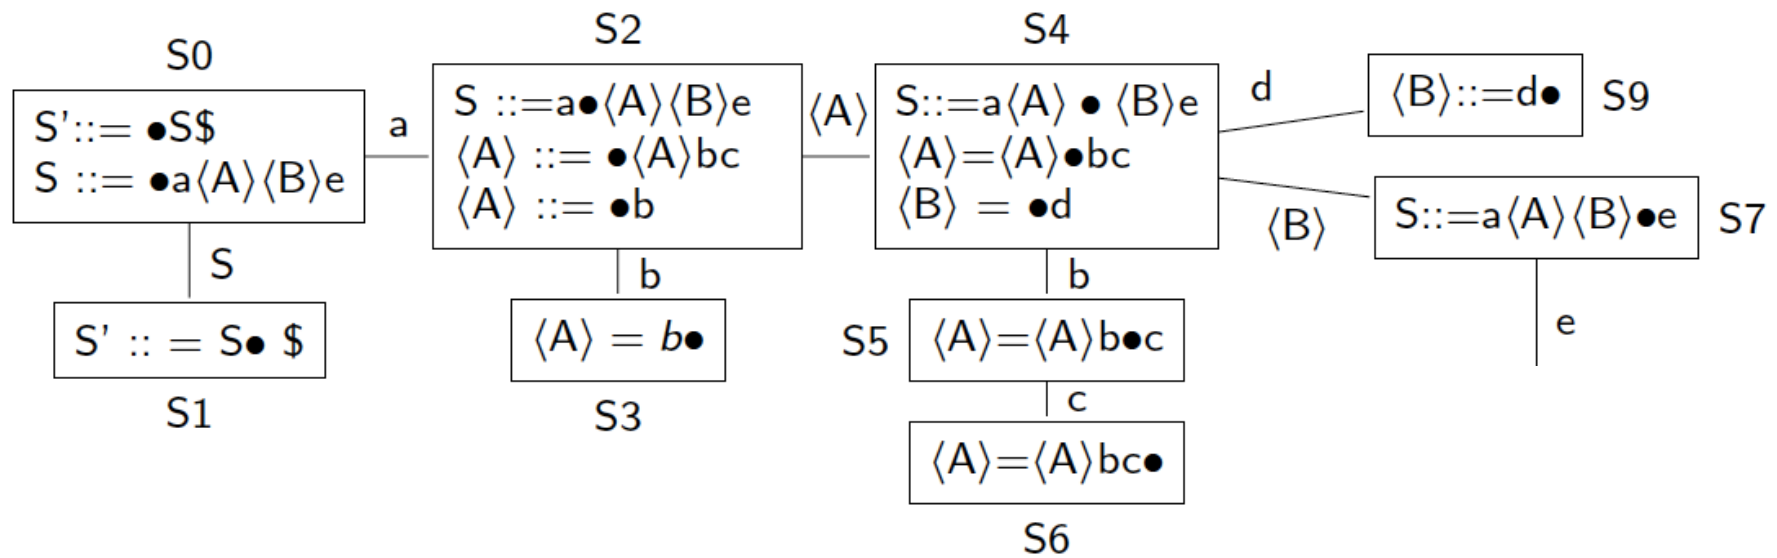 S0
S'::= ●S$
S ::= ●a⟨A⟩⟨B⟩e
a
S
S' :: = S● $
S1
S2
S ::=a●⟨A⟩⟨B⟩e
⟨A⟩ ::= ●⟨A⟩bc
⟨A⟩ ::= ●b
⟨A⟩
b
⟨A⟩ = b●
S3
S4
S::=a⟨A⟩ ● ⟨B⟩e
⟨A⟩=⟨A⟩●bc
⟨B⟩ = ●d
b
S5
⟨A⟩=⟨A⟩b●c
c
⟨A⟩=⟨A⟩bc●
S6
d
⟨B⟩::=d●
S9
⟨B⟩
S::=a⟨A⟩⟨B⟩●e
S7
e